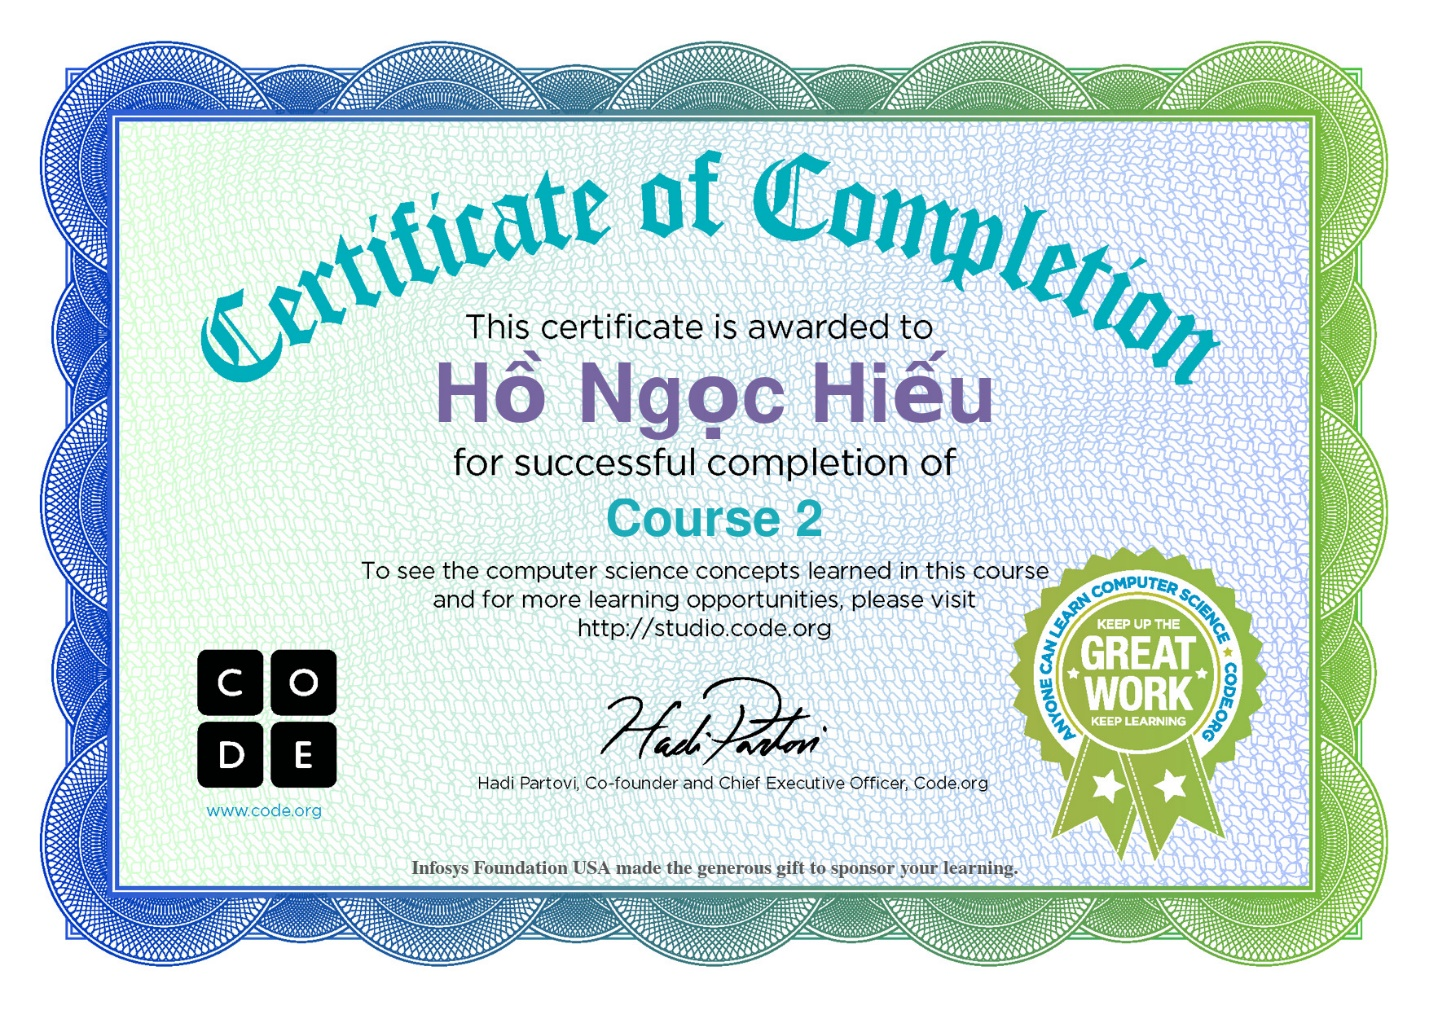 Certificate of Completion
This certificate is awarded to
Hồ Ngọc Hiếu
for successful completion of
Course 2
To see the computer science concepts learned in this course
and for more learning opportunities, please visit
http://studio.code.org
C O
D E
www.code.org
Hadi Partovi
Hadi Partovi, Co-founder and Chief Executive Officer, Code.org
ANYONE CAN LEARN COMPUTER SCIENCE ★ CODE.ORG
KEEP UP THE
GREAT
WORK
KEEP LEARNING
Infosys Foundation USA made the generous gift to sponsor your learning.